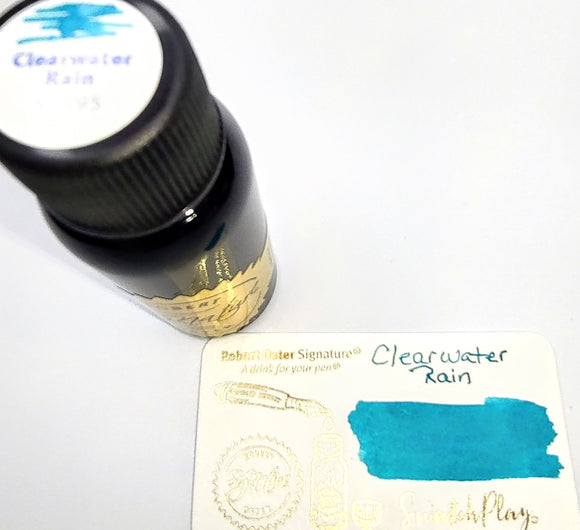 Clearwater
Rain
Robert Oster Signature®
A drink for your pen®
Clearwater
Rain
SwatchPlay